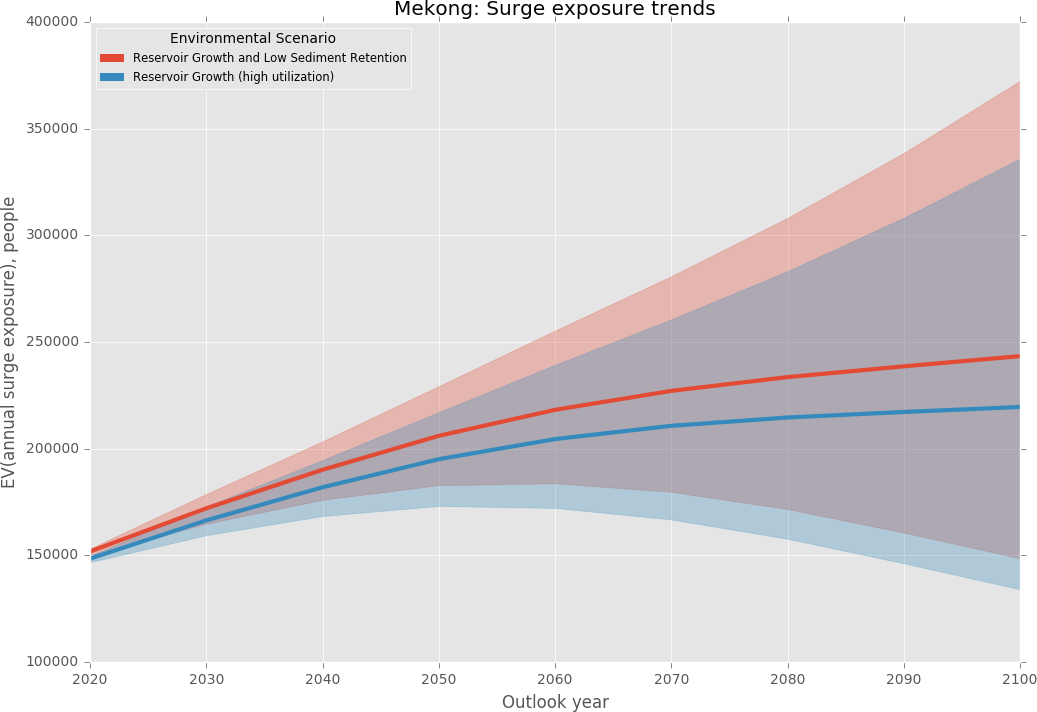 Mekong: Surge exposure trends
Environmental Scenario
Reservoir Growth and Low Sediment Retention
Reservoir Growth (high utilization)
EV(annual surge exposure), people
400000
350000
300000
250000
200000
150000
100000
2020 2030 2040 2050 2060 2070 2080 2090 2100
Outlook year